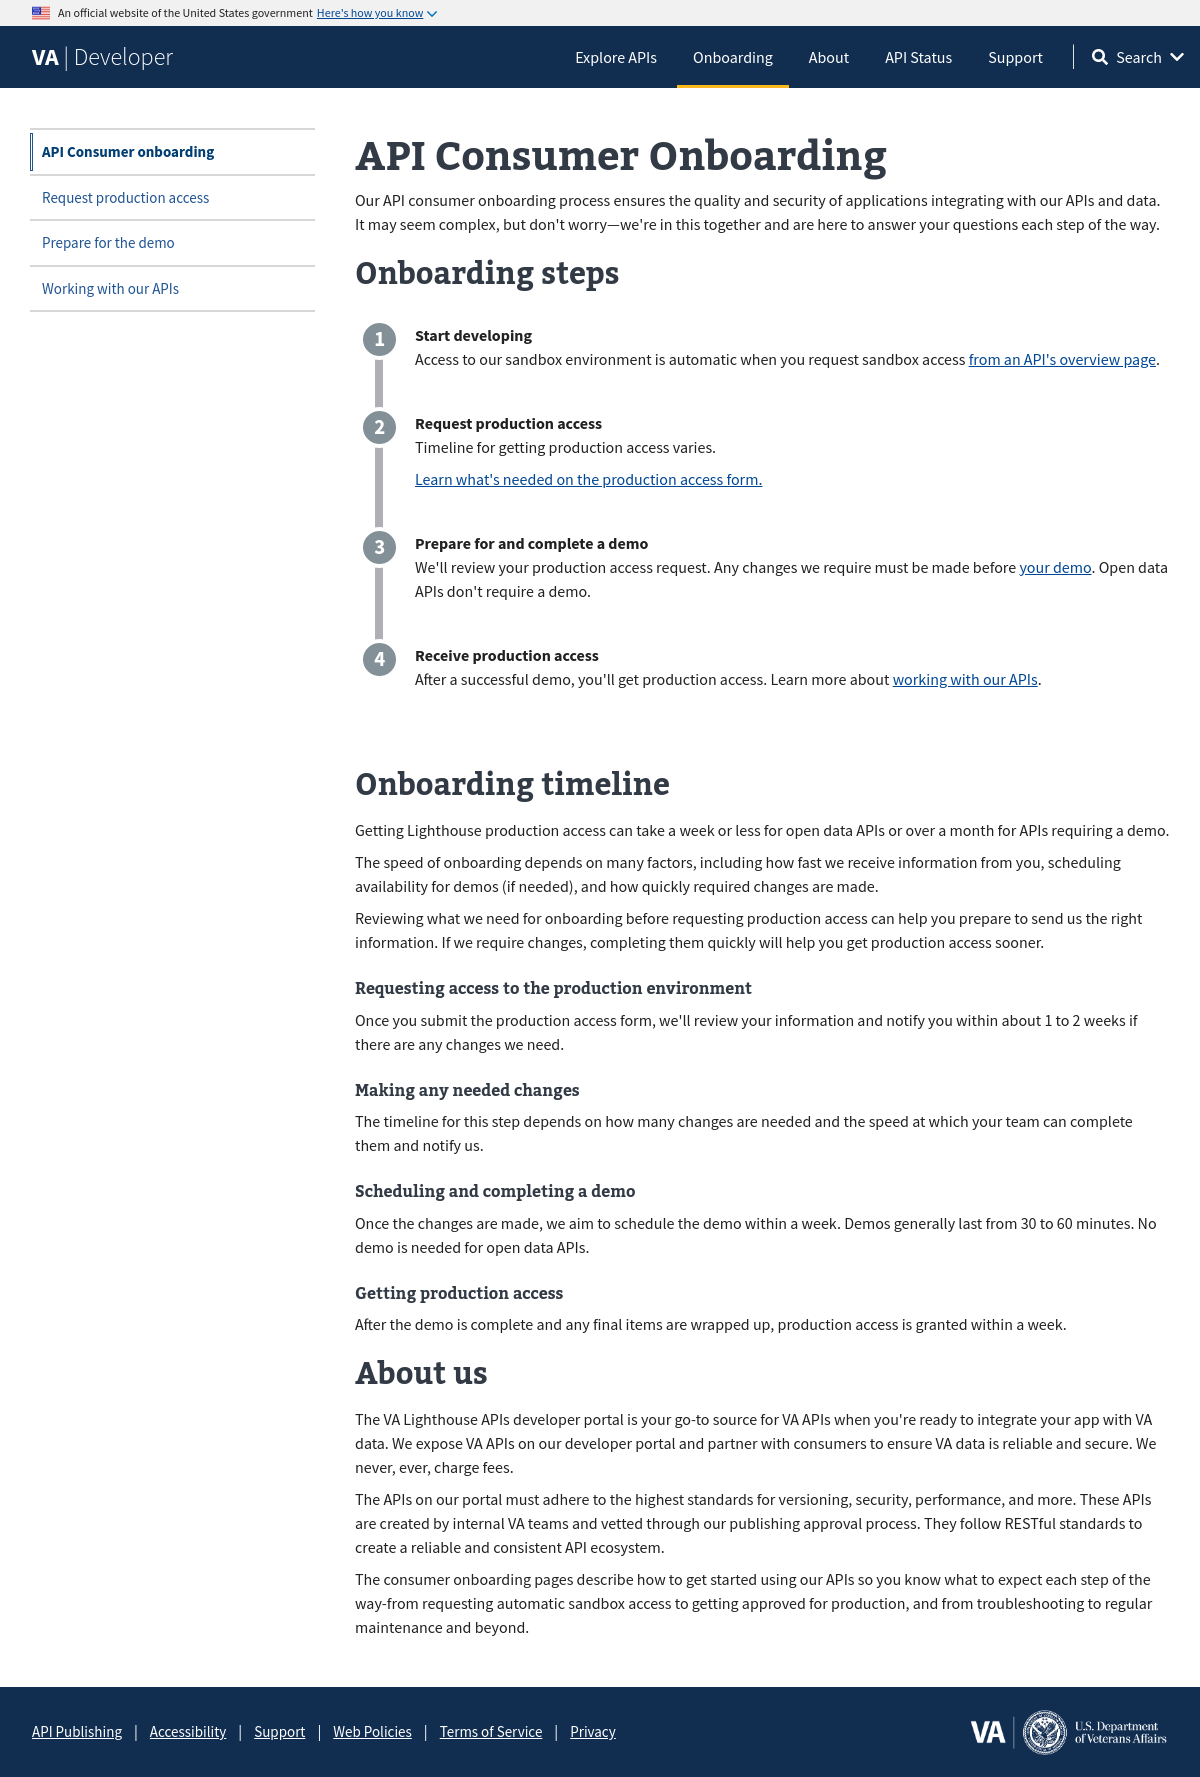 An official website of the United States government Here's how you know
VA | Developer
Explore APIs
Onboarding
About
API Status
Support
Search
API Consumer onboarding
Request production access
Prepare for the demo
Working with our APIs
API Consumer Onboarding
Our API consumer onboarding process ensures the quality and security of applications integrating with our APIs and data.
It may seem complex, but don't worry—we're in this together and are here to answer your questions each step of the way.
Onboarding steps
1 Start developing
Access to our sandbox environment is automatic when you request sandbox access from an API's overview page.
2 Request production access
Timeline for getting production access varies.
Learn what's needed on the production access form.
3 Prepare for and complete a demo
We'll review your production access request. Any changes we require must be made before your demo. Open data
APIs don't require a demo.
4 Receive production access
After a successful demo, you'll get production access. Learn more about working with our APIs.
Onboarding timeline
Getting Lighthouse production access can take a week or less for open data APIs or over a month for APIs requiring a demo.
The speed of onboarding depends on many factors, including how fast we receive information from you, scheduling
availability for demos (if needed), and how quickly required changes are made.
Reviewing what we need for onboarding before requesting production access can help you prepare to send us the right
information. If we require changes, completing them quickly will help you get production access sooner.
Requesting access to the production environment
Once you submit the production access form, we'll review your information and notify you within about 1 to 2 weeks if
there are any changes we need.
Making any needed changes
The timeline for this step depends on how many changes are needed and the speed at which your team can complete
them and notify us.
Scheduling and completing a demo
Once the changes are made, we aim to schedule the demo within a week. Demos generally last from 30 to 60 minutes. No
demo is needed for open data APIs.
Getting production access
After the demo is complete and any final items are wrapped up, production access is granted within a week.
About us
The VA Lighthouse APIs developer portal is your go-to source for VA APIs when you're ready to integrate your app with VA
data. We expose VA APIs on our developer portal and partner with consumers to ensure VA data is reliable and secure. We
never, ever, charge fees.
The APIs on our portal must adhere to the highest standards for versioning, security, performance, and more. These APIs
are created by internal VA teams and vetted through our publishing approval process. They follow RESTful standards to
create a reliable and consistent API ecosystem.
The consumer onboarding pages describe how to get started using our APIs so you know what to expect each step of the
way-from requesting automatic sandbox access to getting approved for production, and from troubleshooting to regular
maintenance and beyond.
API Publishing | Accessibility | Support | Web Policies | Terms of Service | Privacy
VA | U.S. Department
of Veterans Affairs